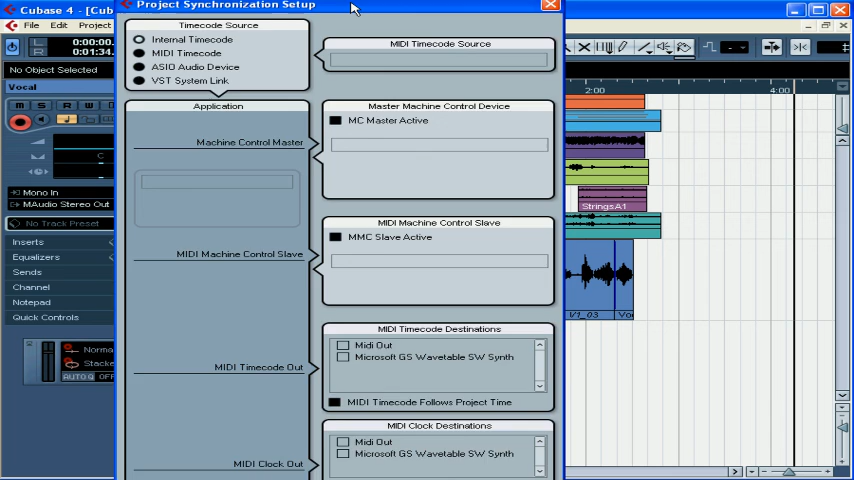 Cubase 4 - [Cub
Project Synchronization Setup
File Edit Project
Timecode Source
Internal Timecode
MIDI Timecode
ASIO Audio Device
VST System Link
MIDI Timecode Source
0:00:00.
0:01:34.
No Object Selected
Vocal
2:00 4:00
Application
Master Machine Control Device
MC Master Active
Machine Control Master
Mono In
MAudio Stereo Out
No Track Preset
StringsA1
MIDI Machine Control Slave
MMC Slave Active
MIDI Machine Control Slave
Inserts
Equalizers
Sends
Channel
Notepad
Quick Controls
V1_03 Vo
MIDI Timecode Destinations
Midi Out
Microsoft GS Wavetable SW Synth
MIDI Timecode Out
MIDI Timecode Follows Project Time
Norma
Stacke
AUTO Q OFF
MIDI Clock Destinations
Midi Out
Microsoft GS Wavetable SW Synth
MIDI Clock Out